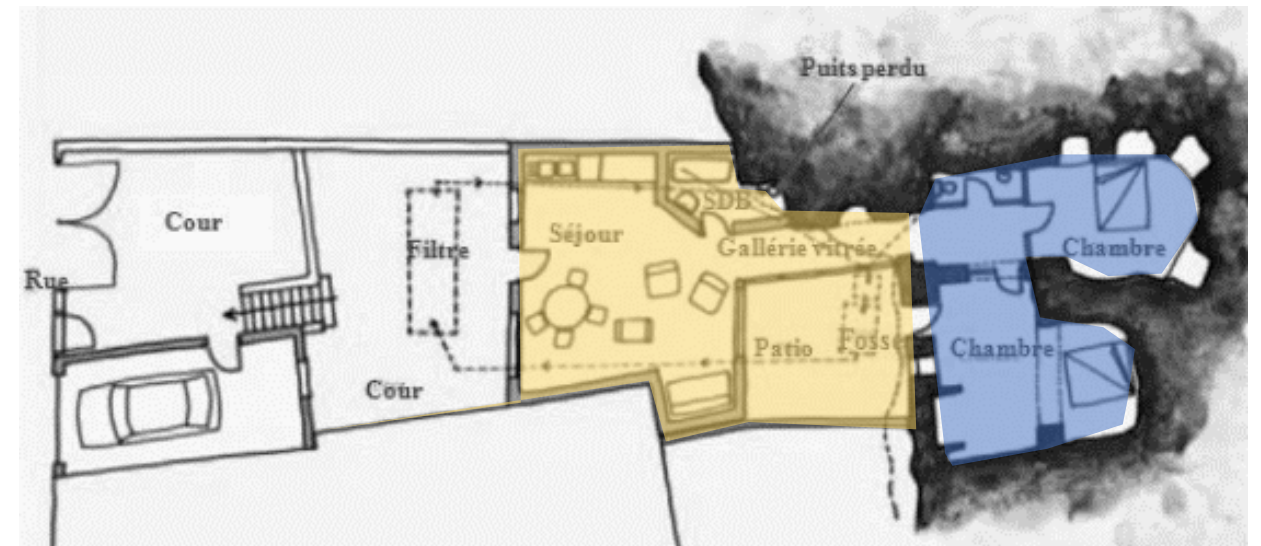 Puits perdu
Cour
Filtre
Séjour
SDB
Gallérie vitrée
Chambre
Rue
Patio
Fosse
Chambre
Cour